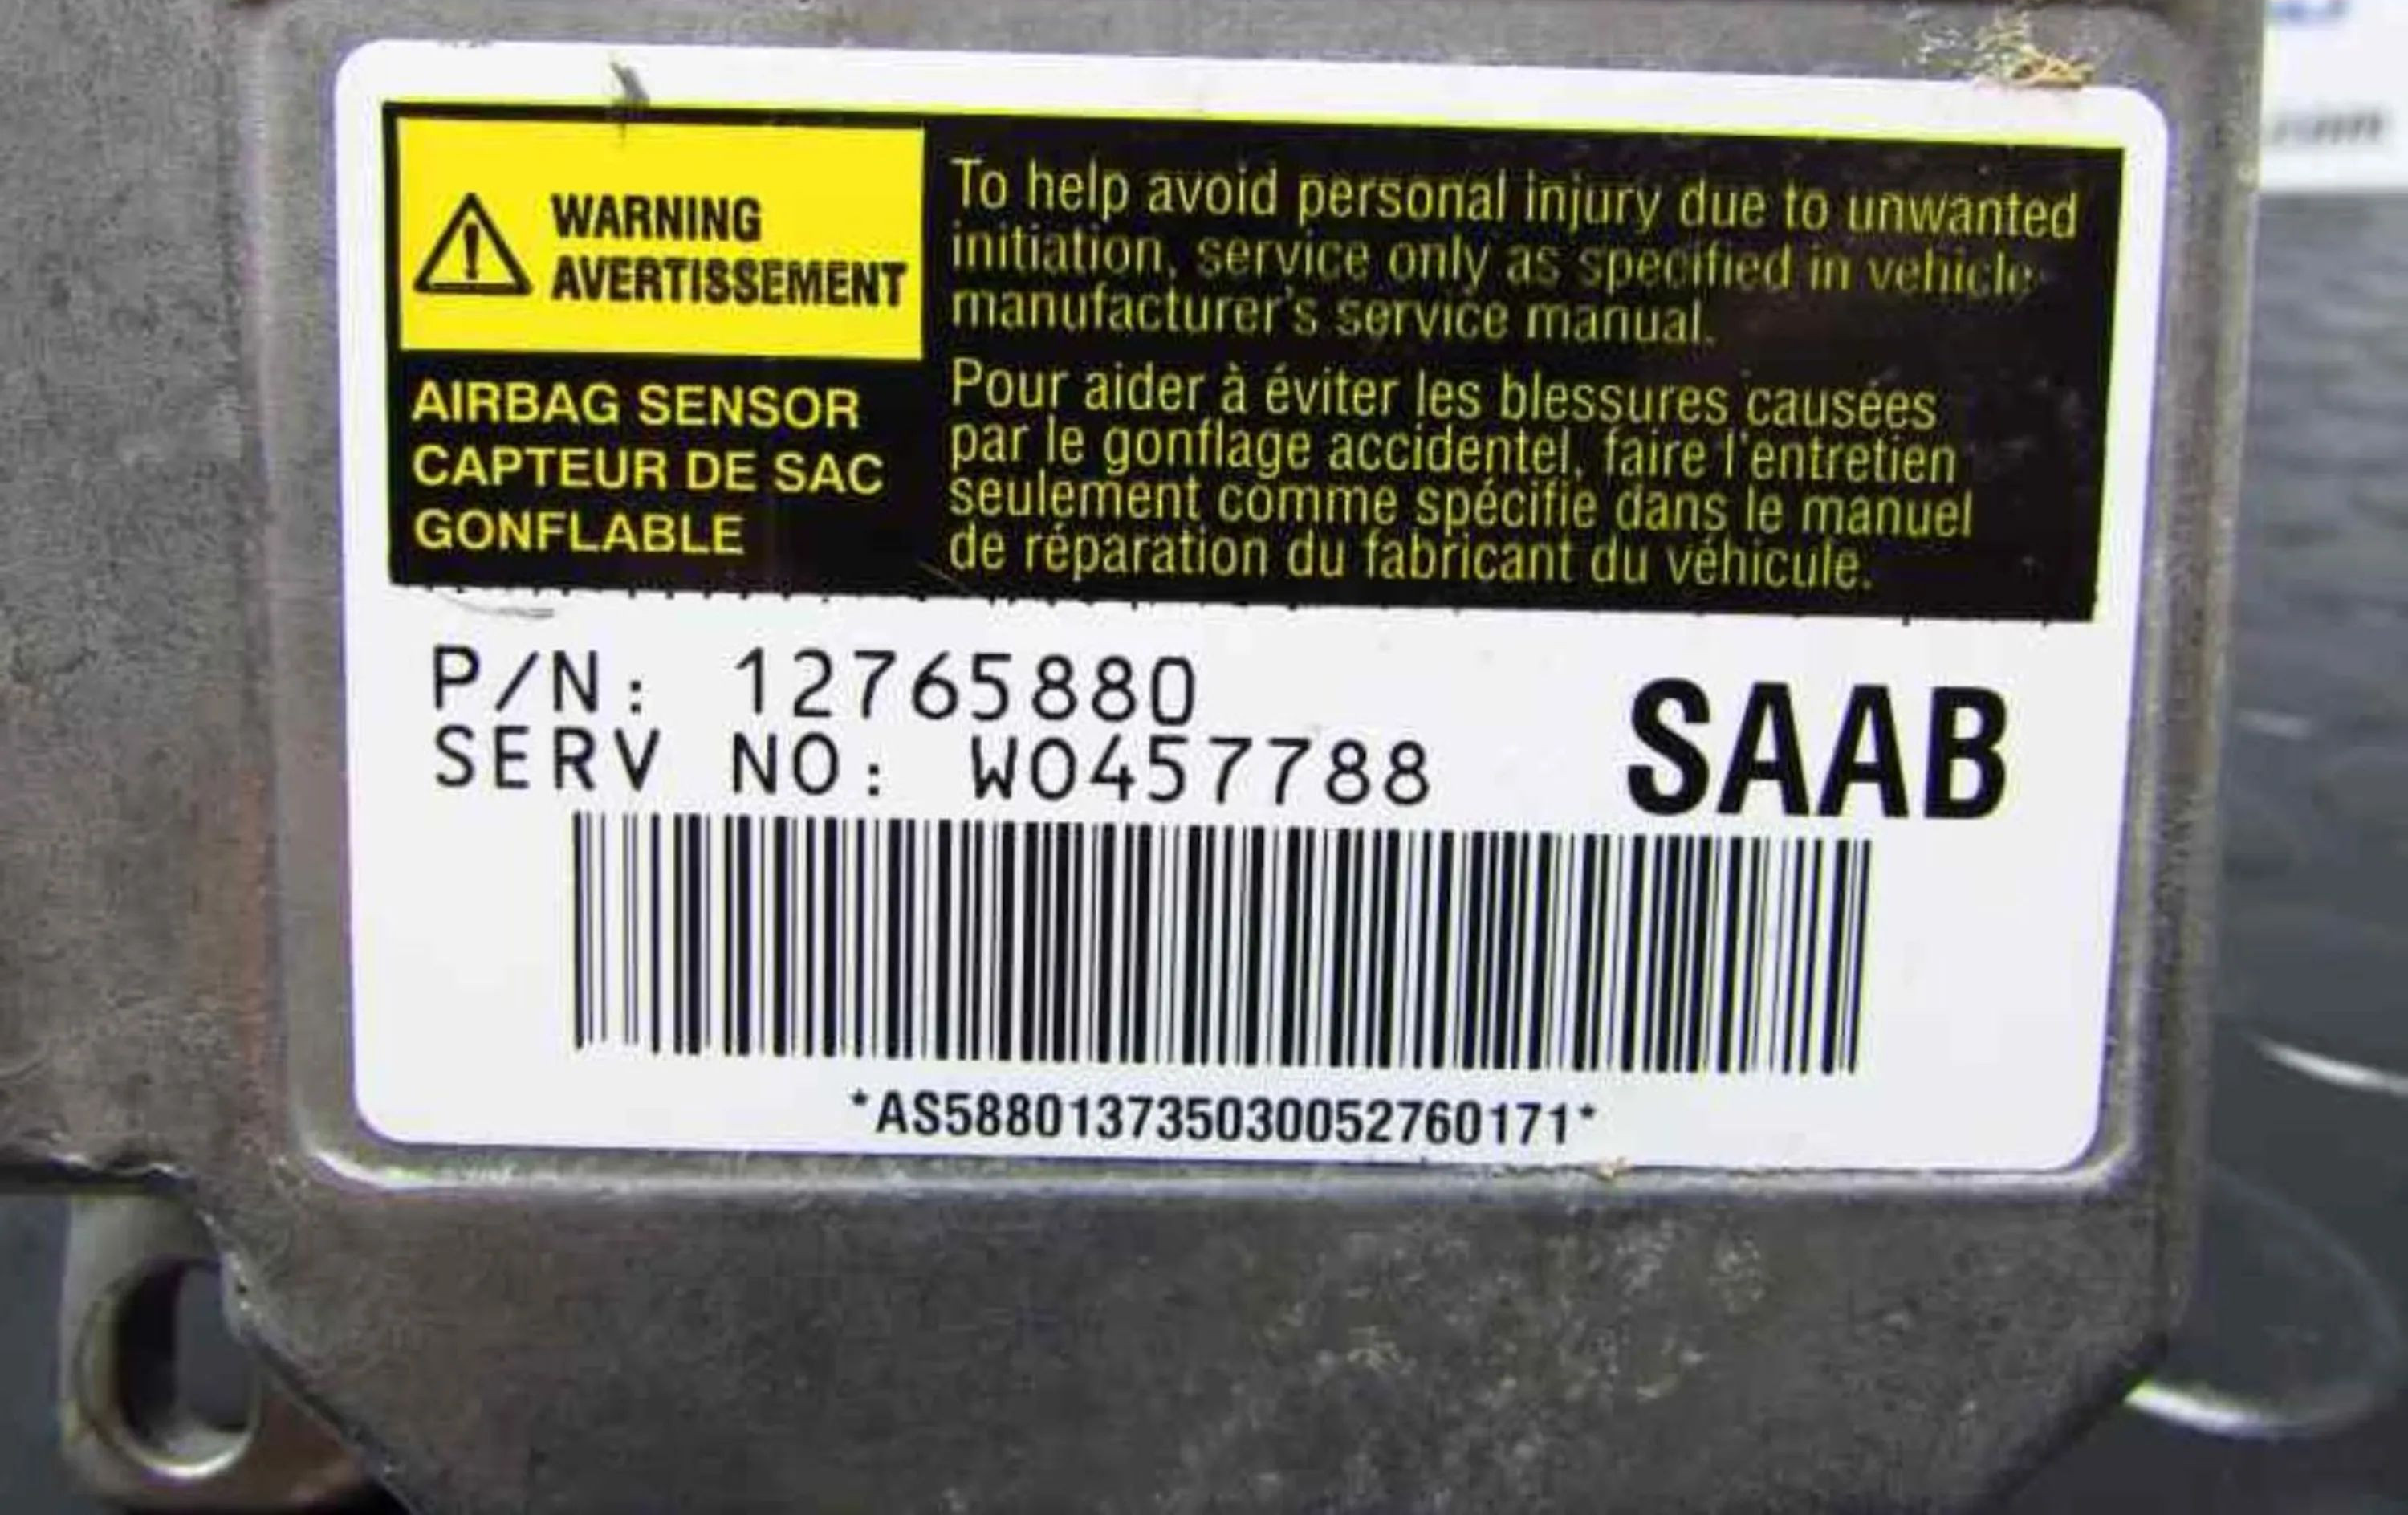 WARNING
AVERTISSEMENT
AIRBAG SENSOR
CAPTEUR DE SAC
GONFLABLE
To help avoid personal injury due to unwanted
initiation, service only as specified in vehicle
manufacturer's service manual.
Pour aider à éviter les blessures causées
par le gonflage accidentel, faire l'entretien
seulement comme spécifie dans le manuel
de réparation du fabricant du véhicule.
P/N: 12765880
SERV NO: W0457788
SAAB
*AS588013735030052760171*